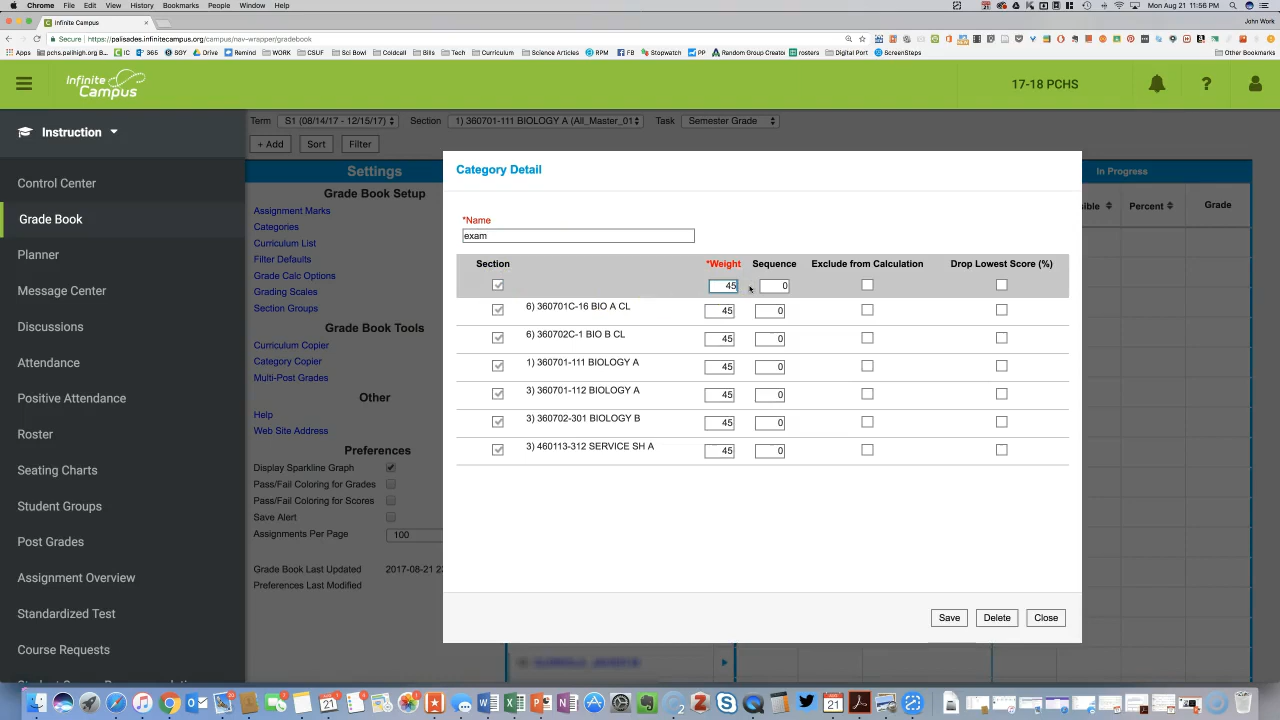 Chrome File Edit View History Bookmarks People Window Help
Mon Aug 21 11:56 PM
Infinite Campus
John Work
Secure https://palisades.infinitecampus.org/campus/nav-wrapper/gradebook
Apps pchs.palihigh.org B... IC 365 SOY Drive Remind WORK CSUF Sci Bowl Coldcall Bills Tech Curriculum Science Articles RPM FB Stopwatch PP Random Group Creator rosters Digital Port ScreenSteps Other Bookmarks
Infinite Campus
17-18 PCHS
?
Instruction
Term S1 (08/14/17 - 12/15/17) Section 1) 360701-111 BIOLOGY A (All_Master_01 Task Semester Grade
+ Add Sort Filter
Control Center
Grade Book
Planner
Message Center
Discussions
Attendance
Positive Attendance
Roster
Seating Charts
Student Groups
Post Grades
Assignment Overview
Standardized Test
Course Requests
Settings
Grade Book Setup
Assignment Marks
Categories
Curriculum List
Filter Defaults
Grade Calc Options
Grading Scales
Section Groups
Grade Book Tools
Curriculum Copier
Category Copier
Multi-Post Grades
Other
Help
Web Site Address
Preferences
Display Sparkline Graph
Pass/Fail Coloring for Grades
Pass/Fail Coloring for Scores
Save Alert
Assignments Per Page 100
Grade Book Last Updated 2017-08-21 2
Preferences Last Modified
In Progress
ible Percent Grade
Category Detail
*Name
exam
Section *Weight Sequence Exclude from Calculation Drop Lowest Score (%)
45 0
6) 360701C-16 BIO A CL 45 0
6) 360702C-1 BIO B CL 45 0
1) 360701-111 BIOLOGY A 45 0
3) 360701-112 BIOLOGY A 45 0
3) 360702-301 BIOLOGY B 45 0
3) 460113-312 SERVICE SH A 45 0
Save Delete Close